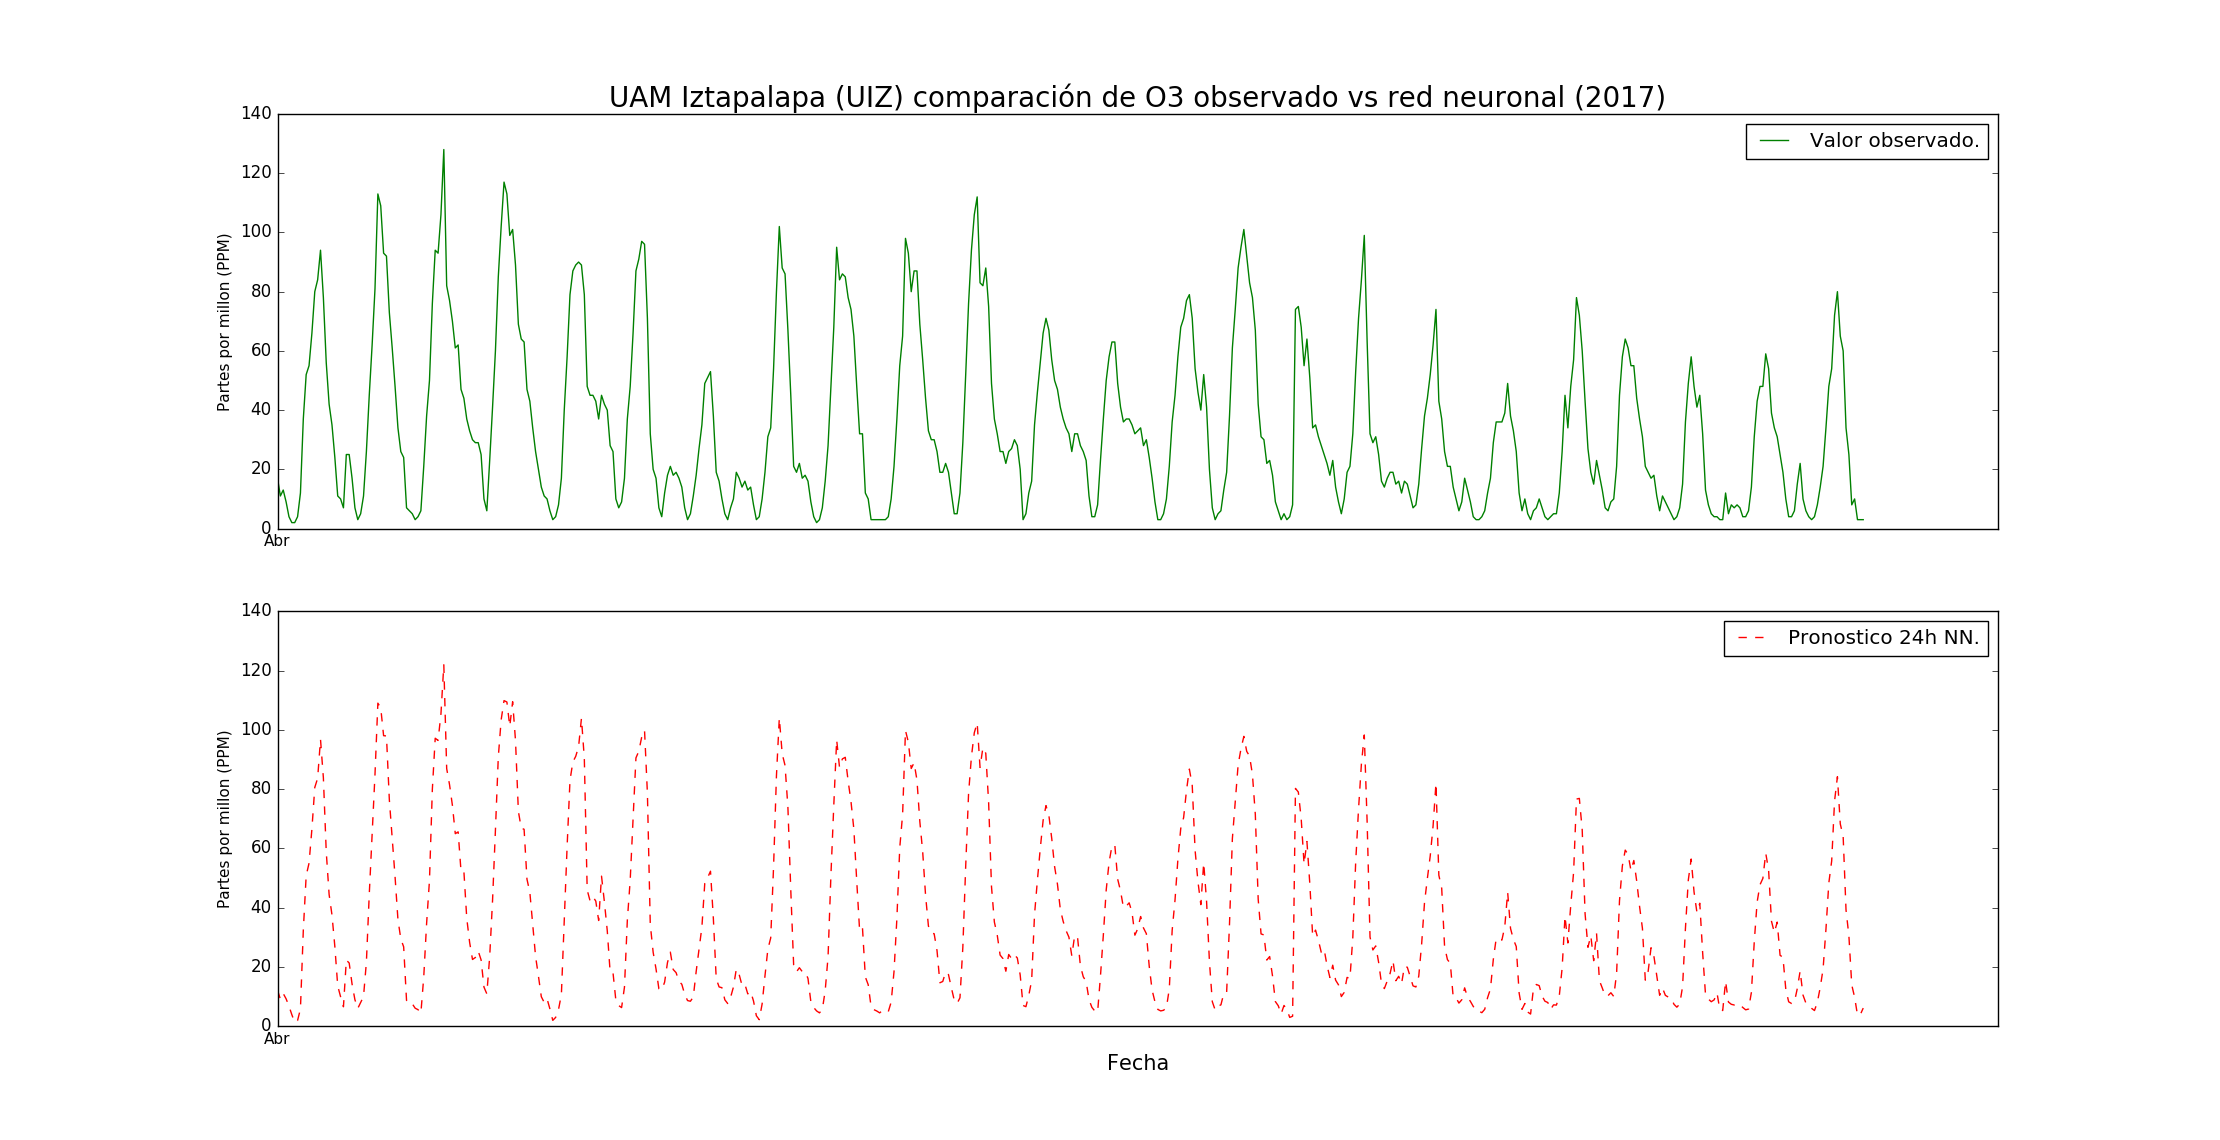 UAM Iztapalapa (UIZ) comparación de O3 observado vs red neuronal (2017)
140
120
100
80
60
40
20
0
Partes por millon (PPM)
Valor observado.
Abr
140
120
100
80
60
40
20
0
Partes por millon (PPM)
Pronostico 24h NN.
Abr
Fecha